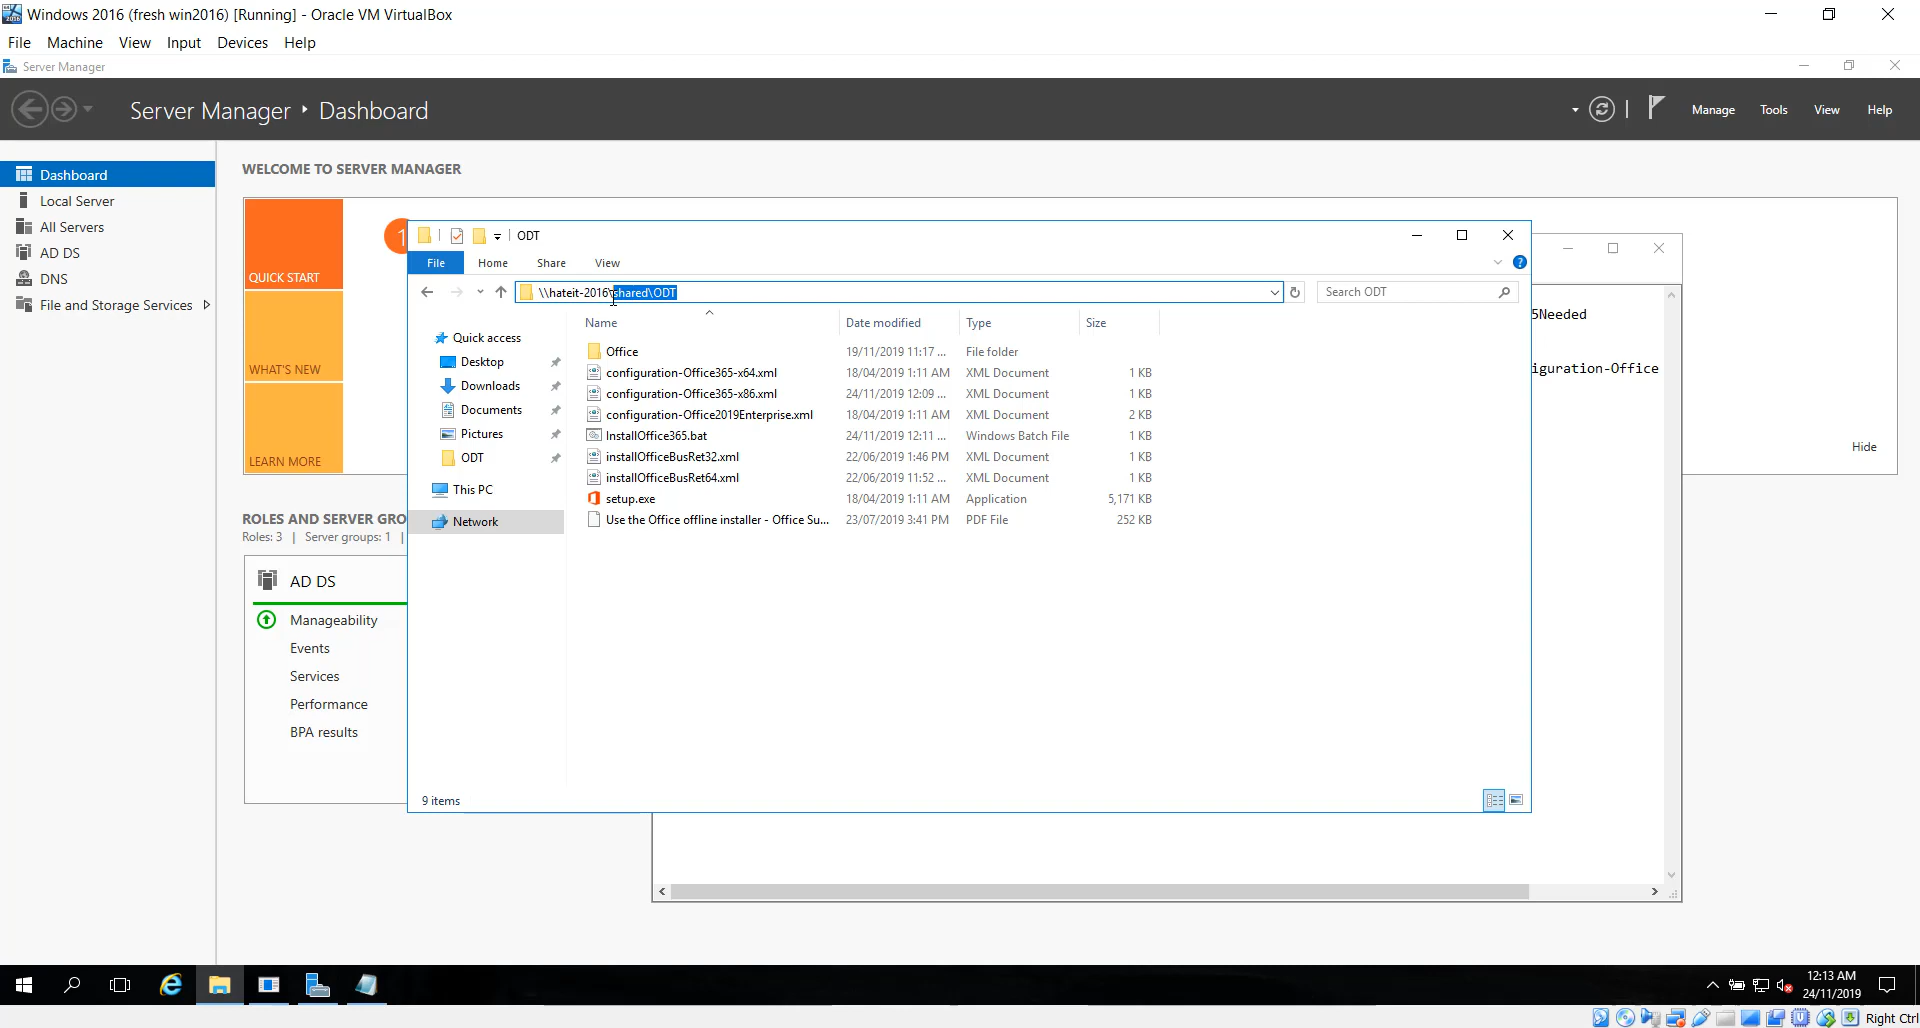 Windows 2016 (fresh win2016) [Running] - Oracle VM VirtualBox
File Machine View Input Devices Help
Server Manager
Server Manager ‣ Dashboard
Manage Tools View Help
Dashboard
Local Server
All Servers
AD DS
DNS
File and Storage Services
WELCOME TO SERVER MANAGER
QUICK START
WHAT'S NEW
LEARN MORE
1
Hide
ROLES AND SERVER GRO
Roles: 3 | Server groups: 1 |
AD DS
Manageability
Events
Services
Performance
BPA results
ODT
File Home Share View
\\hateit-2016\shared\ODT
Search ODT
Quick access
Desktop
Downloads
Documents
Pictures
ODT
This PC
Network
Name Date modified Type Size
Office 19/11/2019 11:17 ... File folder
configuration-Office365-x64.xml 18/04/2019 1:11 AM XML Document 1 KB
configuration-Office365-x86.xml 24/11/2019 12:09 ... XML Document 1 KB
configuration-Office2019Enterprise.xml 18/04/2019 1:11 AM XML Document 2 KB
InstallOffice365.bat 24/11/2019 12:11 ... Windows Batch File 1 KB
installOfficeBusRet32.xml 22/06/2019 1:46 PM XML Document 1 KB
installOfficeBusRet64.xml 22/06/2019 11:52 ... XML Document 1 KB
setup.exe 18/04/2019 1:11 AM Application 5,171 KB
Use the Office offline installer - Office Su... 23/07/2019 3:41 PM PDF File 252 KB
9 items
5Needed
iguration-Office
12:13 AM
24/11/2019
Right Ctrl